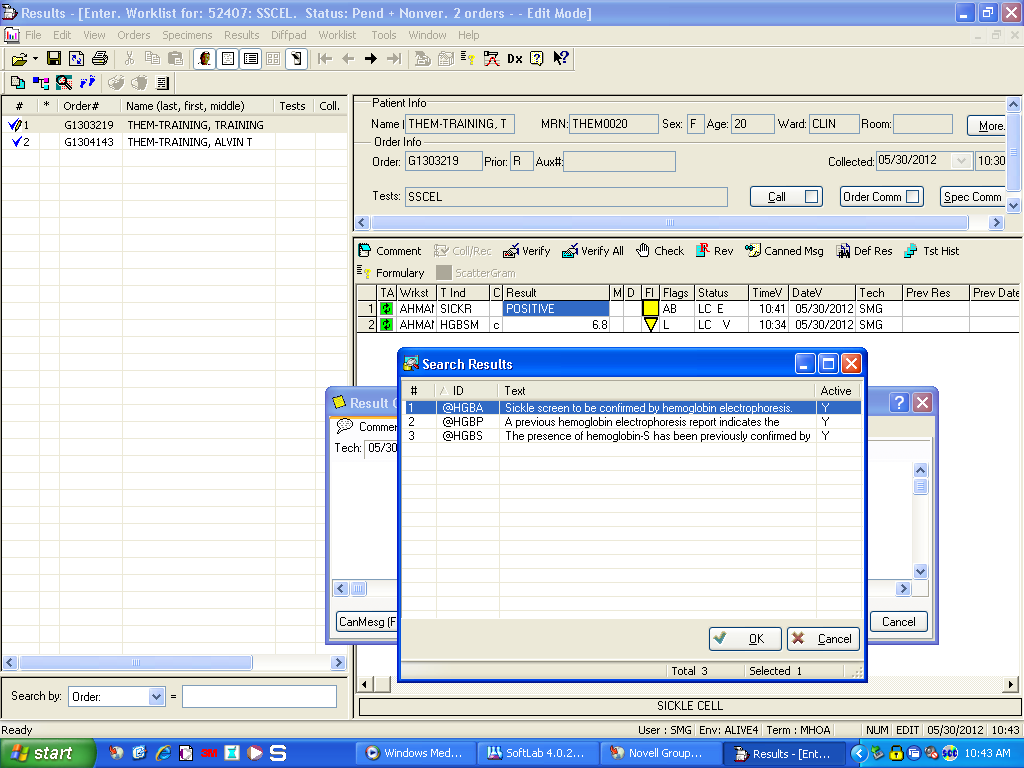 Results - [Enter. Worklist for: 52407: SSCEL. Status: Pend + Nonver. 2 orders - - Edit Mode]
File Edit View Orders Specimens Results Diffpad Worklist Tools Window Help
Dx
# * Order# Name (last, first, middle) Tests Coll.
1 G1303219 THEM-TRAINING, TRAINING
2 G1304143 THEM-TRAINING, ALVIN T
Patient Info
Name THEM-TRAINING, T MRN: THEM0020 Sex: F Age: 20 Ward: CLIN Room: More.
Order Info
Order: G1303219 Prior: R Aux#: Collected: 05/30/2012 10:30
Tests: SSCEL Call Order Comm Spec Comm
Comment Coll/Rec Verify Verify All Check Rev Canned Msg Def Res Tst Hist
Formulary ScatterGram
TA Wrkst T Ind C Result M D Fl Flags Status TimeV DateV Tech Prev Res Prev Date
1 AHMAN SICKR POSITIVE AB LC E 10:41 05/30/2012 SMG
2 AHMAN HGBSM c 6.8 L LC V 10:34 05/30/2012 SMG
Search Results
# ID Text Active
1 @HGBA Sickle screen to be confirmed by hemoglobin electrophoresis. Y
2 @HGBP A previous hemoglobin electrophoresis report indicates the Y
3 @HGBS The presence of hemoglobin-S has been previously confirmed by Y
OK Cancel
Total 3 Selected 1
Result C
Commen
Tech: 05/30
CanMesg (F
Cancel
Search by: Order: =
SICKLE CELL
Ready User : SMG Env: ALIVE4 Term : MHOA NUM EDIT 05/30/2012 10:43
start 3M S Windows Med... SoftLab 4.0.2... Novell Group... Results - [Ent... 10:43 AM